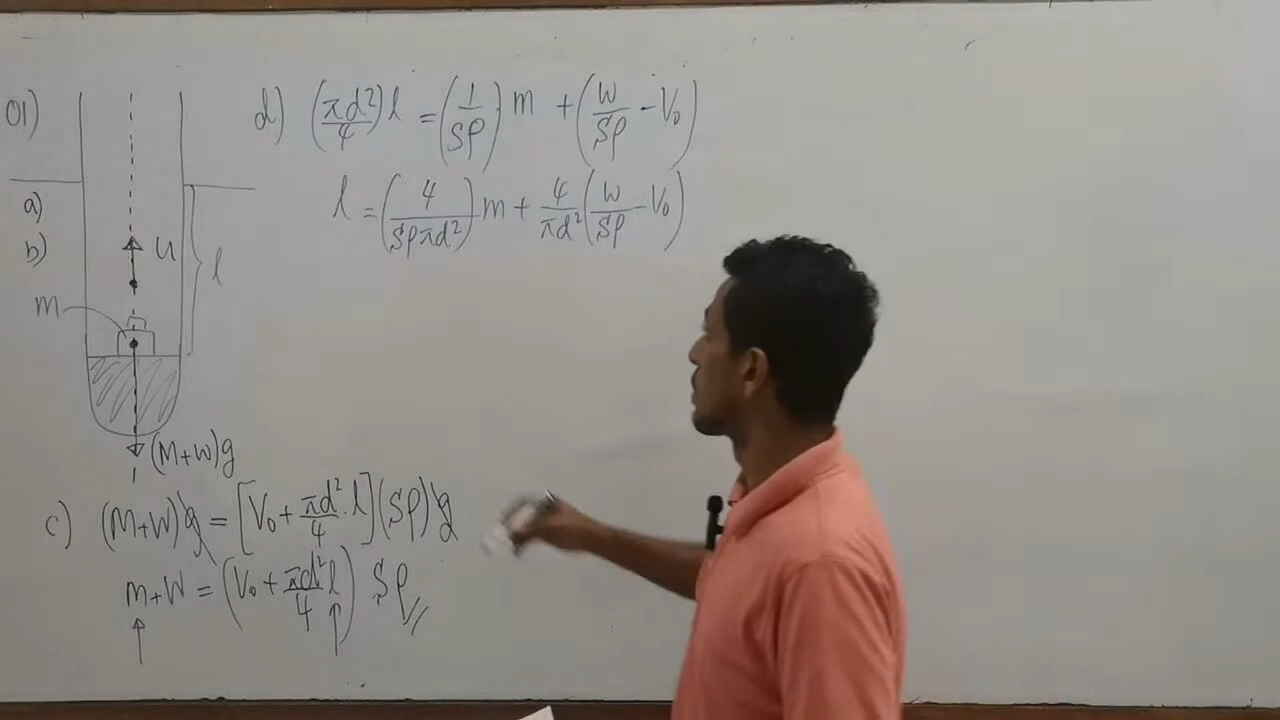 01)
a)
b)
U
l
m
(m+w)g
c) (m+w)g = [V₀ + πd²/4 . l](Sρ)g
m+w = (V₀ + πd²/4 l) Sρ
d) (πd²/4) l = (1/Sρ) m + (w/Sρ - V₀)
l = (4/Sρπd²) m + 4/πd² (w/Sρ - V₀)